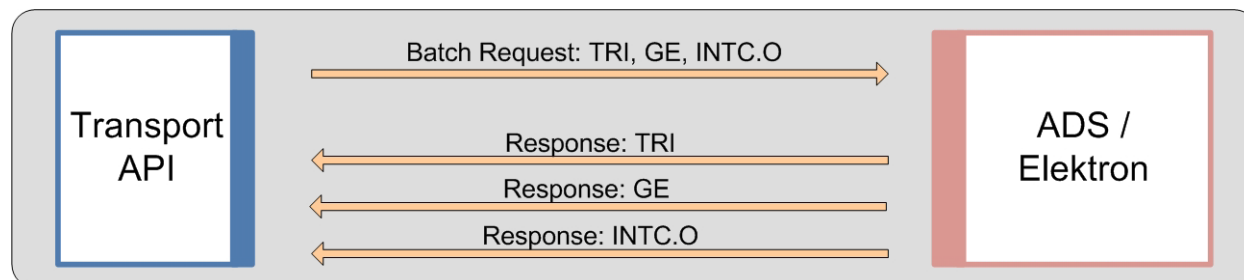 Batch Request: TRI, GE, INTC.O
Transport
API
Response: TRI
Response: GE
Response: INTC.O
ADS /
Elektron